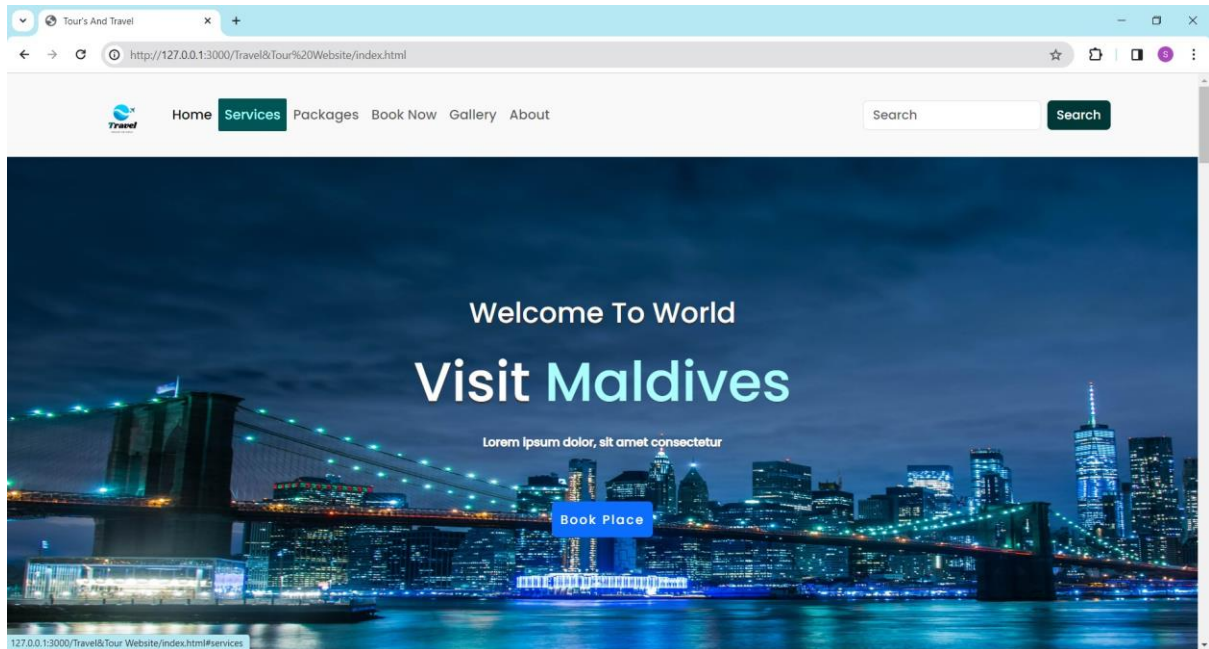 Tour's And Travel
http://127.0.0.1:3000/Travel&Tour%20Website/index.html
S
Travel
Home Services Packages Book Now Gallery About
Search
Search
Welcome To World
Visit Maldives
Lorem ipsum dolor, sit amet consectetur
Book Place
127.0.0.1:3000/Travel&Tour Website/index.html#services